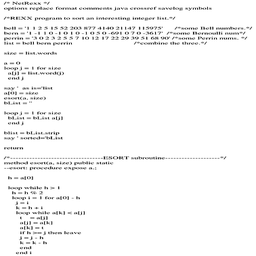 /* NetRexx */
options replace format comments java crossref savelog symbols
/*REXX program to sort an interesting integer list.*/
bell = '1 1 2 5 15 52 203 877 4140 21147 115975' /*some Bell numbers.*/
bern = '1 -1 1 0 -1 0 1 0 -1 0 5 0 -691 0 7 0 -3617' /*some Bernoulli num*/
perrin = '3 0 2 3 2 5 5 7 10 12 17 22 29 39 51 68 90' /*some Perrin nums. */
list = bell bern perrin /*combine the three.*/
size = list.words
a = 0
loop j = 1 for size
a[j] = list.word(j)
end j
say ' as is='list
a[0] = size
esort(a, size)
bList = ''
loop j = 1 for size
bList = bList a[j]
end j
blist = bList.strip
say ' sorted='bList
return
/*----------------------------------ESORT subroutine--------------------*/
method esort(a, size) public static
--esort: procedure expose a.;
h = a[0]
loop while h > 1
h = h % 2
loop i = 1 for a[0] - h
j = i
k = h + i
loop while a[k] < a[j]
t = a[j]
a[j] = a[k]
a[k] = t
if h >= j then leave
j = j - h
k = k - h
end
end i